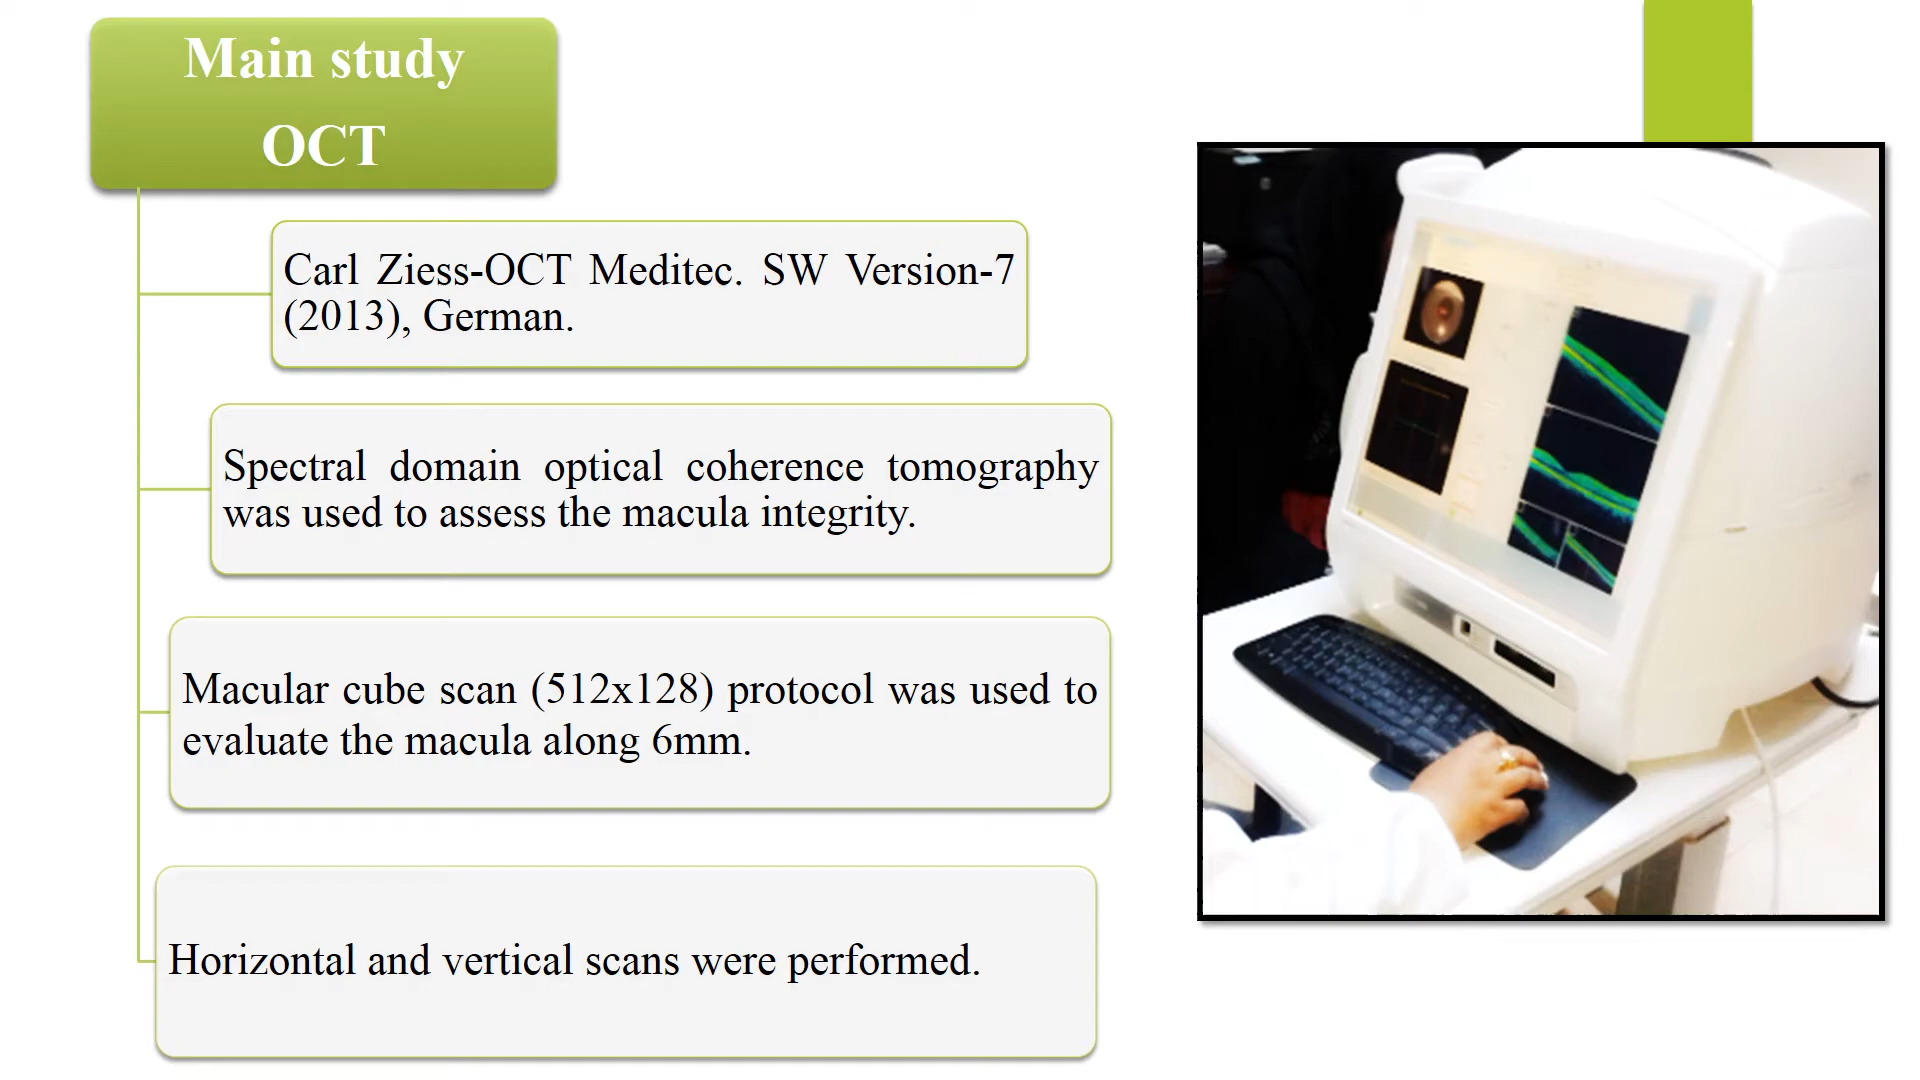 Main study
OCT
Carl Ziess-OCT Meditec. SW Version-7
(2013), German.
Spectral domain optical coherence tomography
was used to assess the macula integrity.
Macular cube scan (512x128) protocol was used to
evaluate the macula along 6mm.
Horizontal and vertical scans were performed.